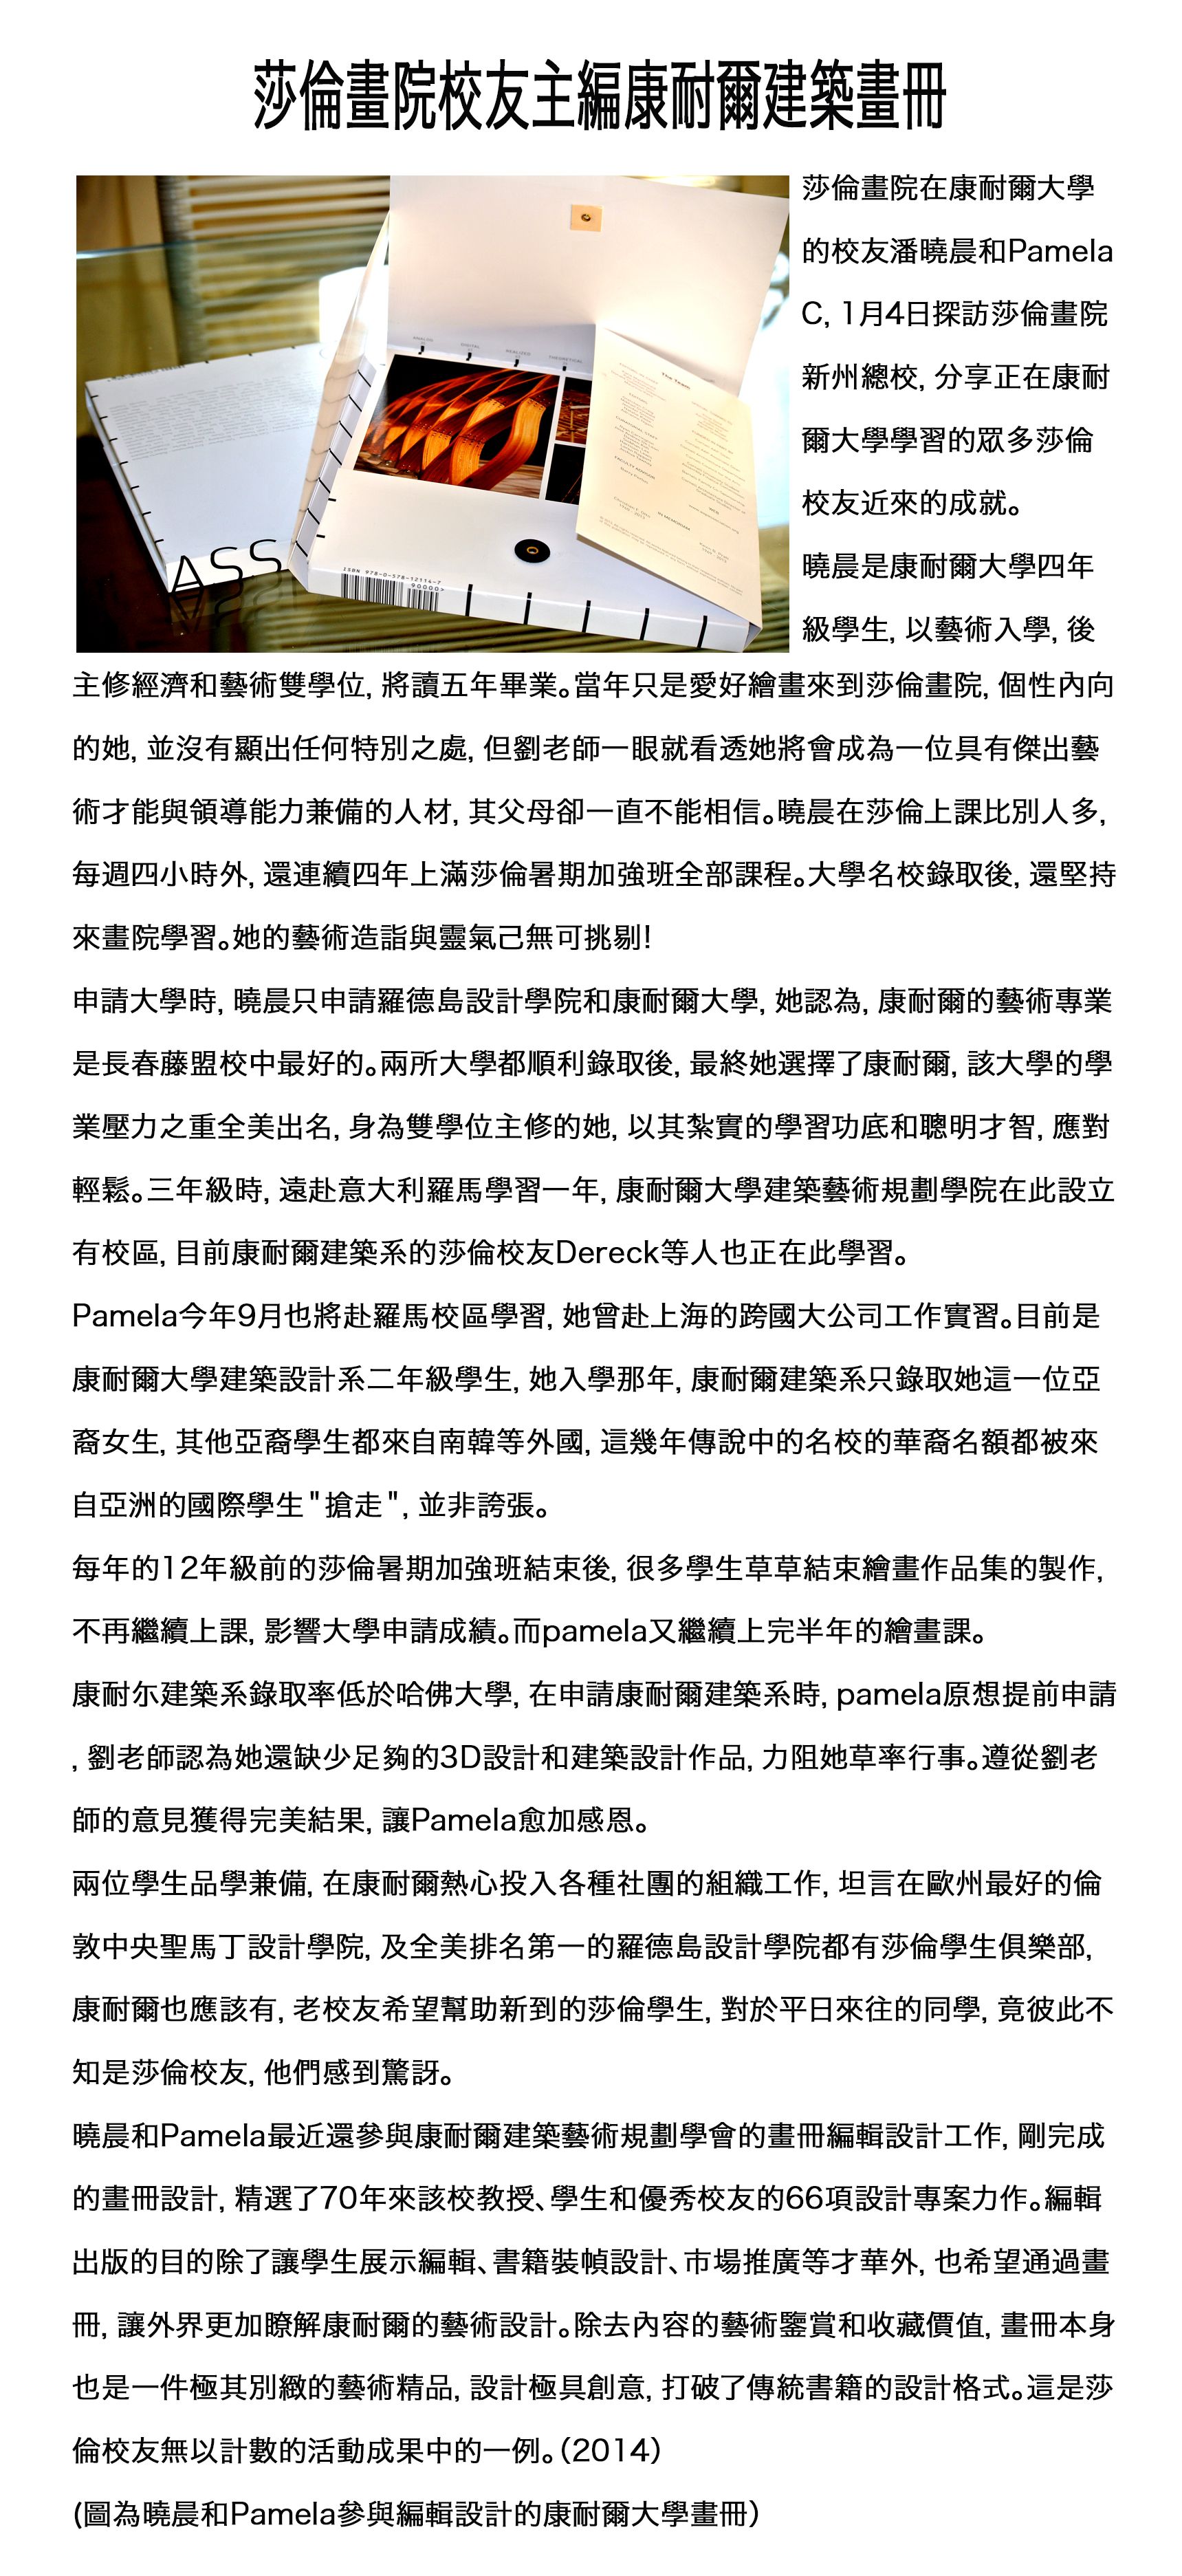 莎倫畫院校友主編康耐爾建築畫冊
莎倫畫院在康耐爾大學
的校友潘曉晨和Pamela
C, 1月4日探訪莎倫畫院
新州總校, 分享正在康耐
爾大學學習的眾多莎倫
校友近來的成就。
曉晨是康耐爾大學四年
級學生, 以藝術入學, 後
The Team
ASS
ISBN 978-0-578-12114-7
90000>
主修經濟和藝術雙學位, 將讀五年畢業。當年只是愛好繪畫來到莎倫畫院, 個性內向
的她, 並沒有顯出任何特別之處, 但劉老師一眼就看透她將會成為一位具有傑出藝
術才能與領導能力兼備的人材, 其父母卻一直不能相信。曉晨在莎倫上課比別人多,
每週四小時外, 還連續四年上滿莎倫暑期加強班全部課程。大學名校錄取後, 還堅持
來畫院學習。她的藝術造詣與靈氣己無可挑剔!
申請大學時, 曉晨只申請羅德島設計學院和康耐爾大學, 她認為, 康耐爾的藝術專業
是長春藤盟校中最好的。兩所大學都順利錄取後, 最終她選擇了康耐爾, 該大學的學
業壓力之重全美出名, 身為雙學位主修的她, 以其紮實的學習功底和聰明才智, 應對
輕鬆。三年級時, 遠赴意大利羅馬學習一年, 康耐爾大學建築藝術規劃學院在此設立
有校區, 目前康耐爾建築系的莎倫校友Dereck等人也正在此學習。
Pamela今年9月也將赴羅馬校區學習, 她曾赴上海的跨國大公司工作實習。目前是
康耐爾大學建築設計系二年級學生, 她入學那年, 康耐爾建築系只錄取她這一位亞
裔女生, 其他亞裔學生都來自南韓等外國, 這幾年傳說中的名校的華裔名額都被來
自亞洲的國際學生"搶走", 並非誇張。
每年的12年級前的莎倫暑期加強班結束後, 很多學生草草結束繪畫作品集的製作,
不再繼續上課, 影響大學申請成績。而pamela又繼續上完半年的繪畫課。
康耐尔建築系錄取率低於哈佛大學, 在申請康耐爾建築系時, pamela原想提前申請
, 劉老師認為她還缺少足夠的3D設計和建築設計作品, 力阻她草率行事。遵從劉老
師的意見獲得完美結果, 讓Pamela愈加感恩。
兩位學生品學兼備, 在康耐爾熱心投入各種社團的組織工作, 坦言在歐州最好的倫
敦中央聖馬丁設計學院, 及全美排名第一的羅德島設計學院都有莎倫學生俱樂部,
康耐爾也應該有, 老校友希望幫助新到的莎倫學生, 對於平日來往的同學, 竟彼此不
知是莎倫校友, 他們感到驚訝。
曉晨和Pamela最近還參與康耐爾建築藝術規劃學會的畫冊編輯設計工作, 剛完成
的畫冊設計, 精選了70年來該校教授、學生和優秀校友的66項設計專案力作。編輯
出版的目的除了讓學生展示編輯、書籍裝幀設計、市場推廣等才華外, 也希望通過畫
冊, 讓外界更加瞭解康耐爾的藝術設計。除去內容的藝術鑒賞和收藏價值, 畫冊本身
也是一件極其別緻的藝術精品, 設計極具創意, 打破了傳統書籍的設計格式。這是莎
倫校友無以計數的活動成果中的一例。(2014)
(圖為曉晨和Pamela參與編輯設計的康耐爾大學畫冊)